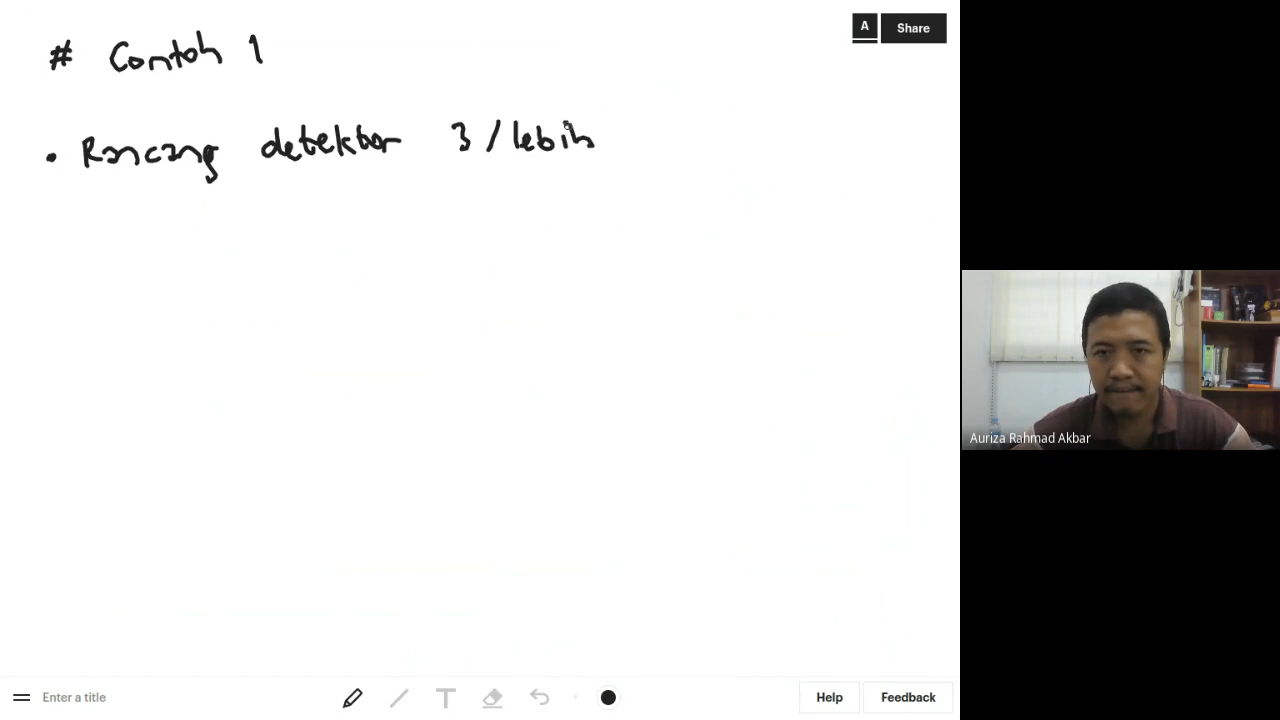 # Contoh 1
A Share
• Rancang detektor 3 / lebih
Auriza Rahmad Akbar
Enter a title
T
Help Feedback